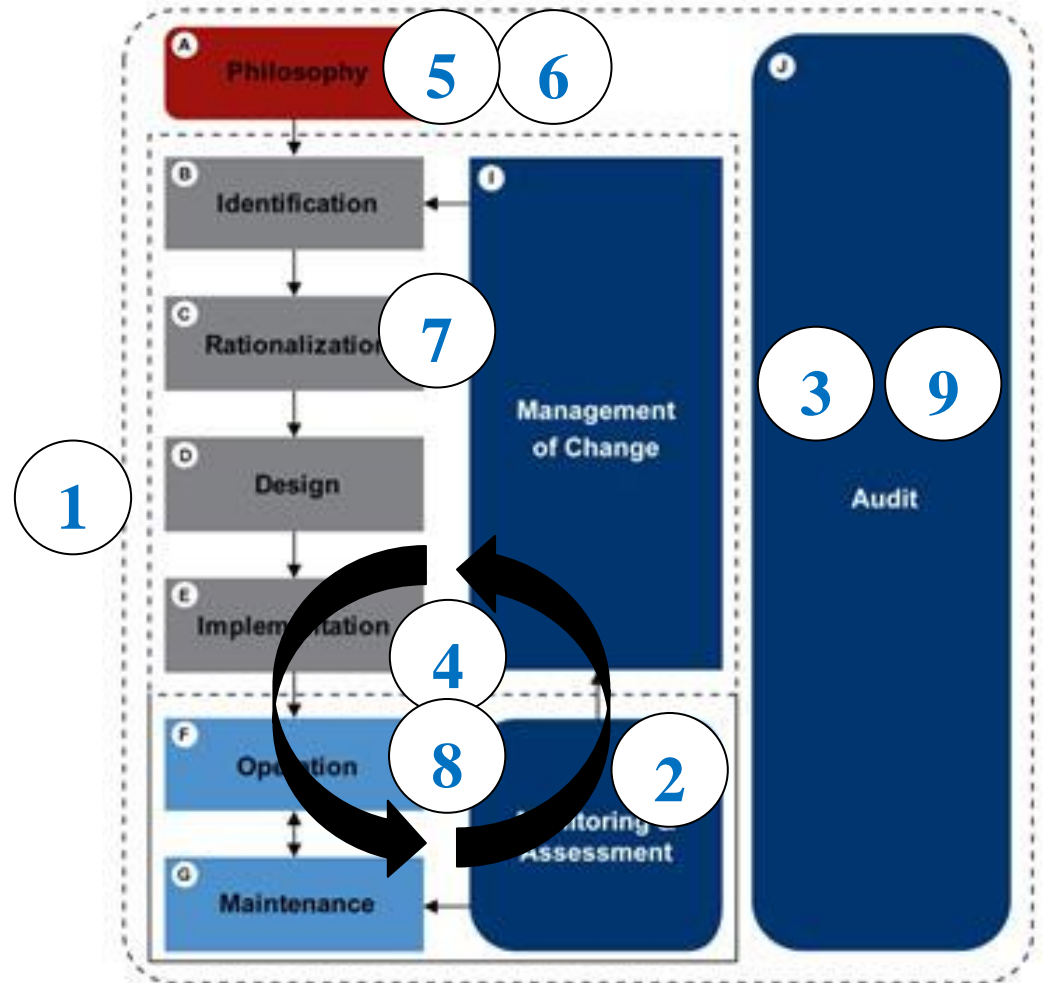 A
Philosophy
5
6
J
B
Identification
I
C
Rationalization
7
Management
of Change
3
9
Audit
D
Design
1
E
4
F
8
2
Assessment
G
Maintenance